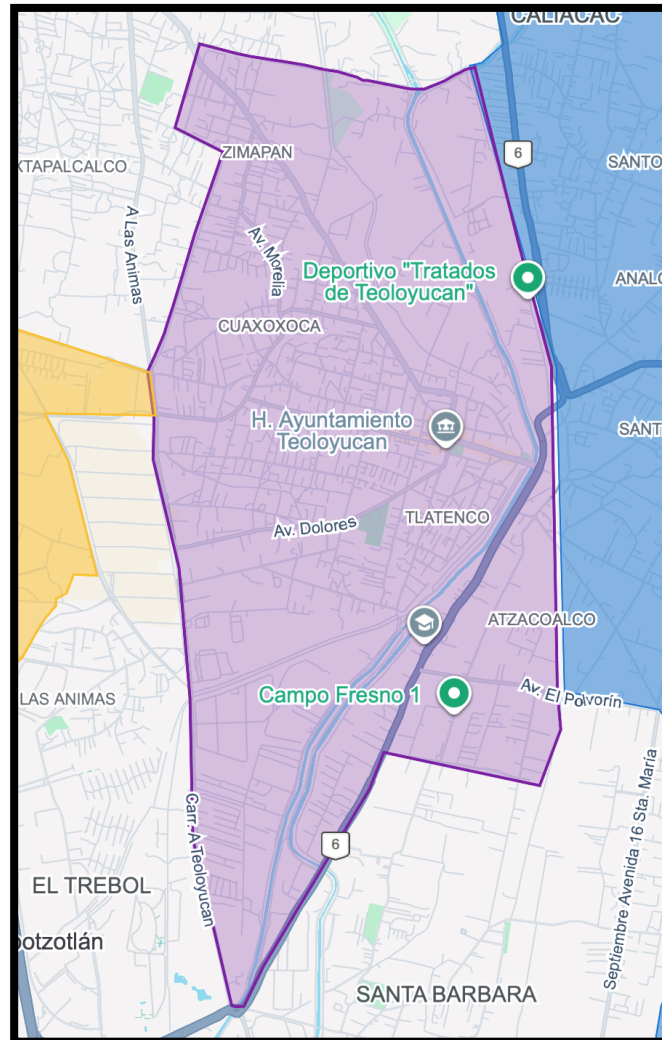 CALIACAC
6
ZIMAPAN
XTAPALCALCO
SANTO
A Las Animas
Av. Morelia
Deportivo "Tratados
de Teoloyucan"
ANALC
CUAXOXOCA
H. Ayuntamiento
Teoloyucan
SANT
TLATENCO
Av. Dolores
ATZACOALCO
LAS ANIMAS
Campo Fresno 1
Av. El Polvorín
Septiembre Avenida 16 Sta. María
Carr. A Teoloyucan
6
EL TREBOL
potzotlán
SANTA BARBARA